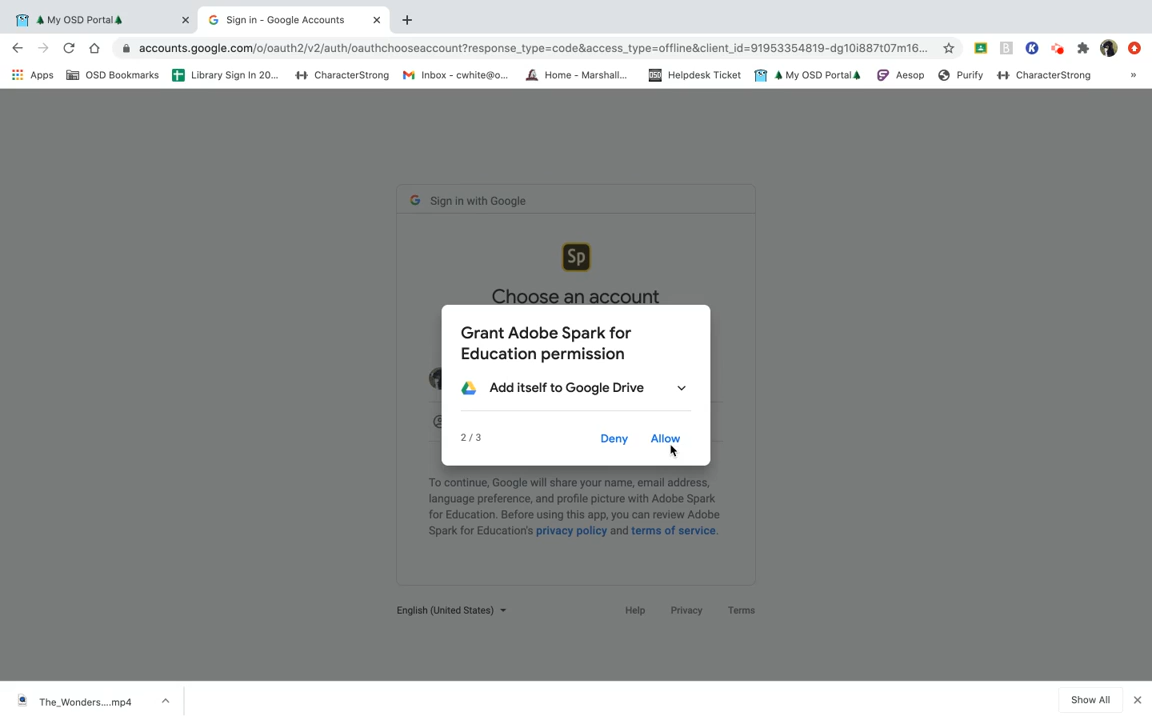 🌲My OSD Portal🌲
Sign in - Google Accounts
accounts.google.com/o/oauth2/v2/auth/oauthchooseaccount?response_type=code&access_type=offline&client_id=91953354819-dg10i887t07m16...
Apps OSD Bookmarks Library Sign In 20... CharacterStrong Inbox - cwhite@o... Home - Marshall... OSD Helpdesk Ticket 🌲My OSD Portal🌲 Aesop Purify CharacterStrong »
Sign in with Google
Sp
Choose an account
Grant Adobe Spark for
Education permission
Add itself to Google Drive
2 / 3 Deny Allow
To continue, Google will share your name, email address,
language preference, and profile picture with Adobe Spark
for Education. Before using this app, you can review Adobe
Spark for Education's privacy policy and terms of service.
English (United States) Help Privacy Terms
The_Wonders....mp4 Show All